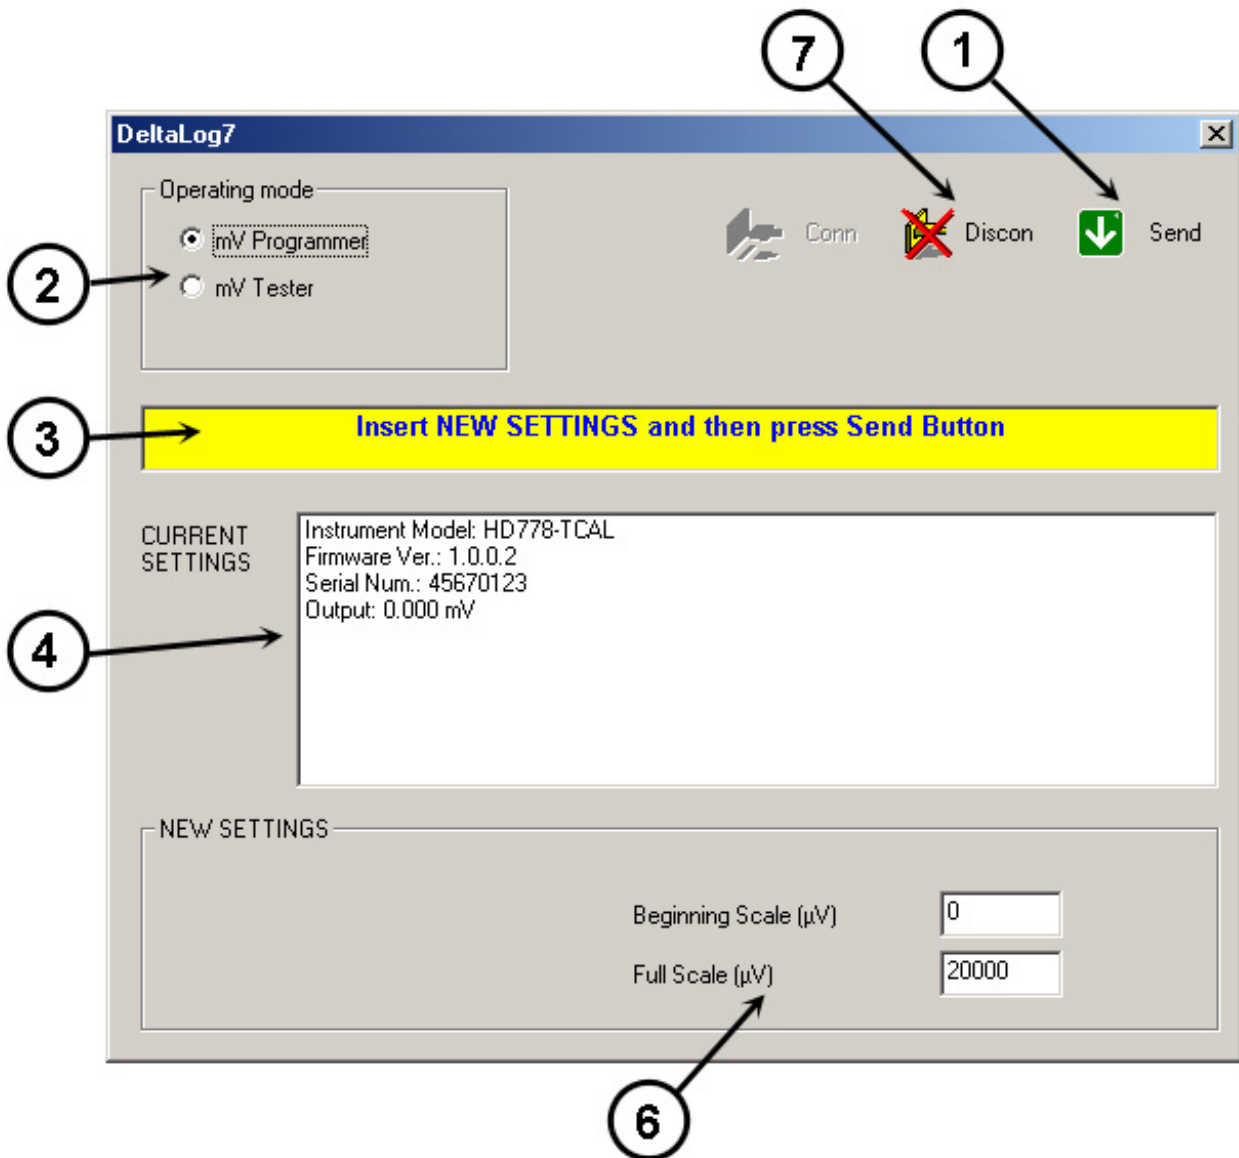 7 1
DeltaLog7
Operating mode
mV Programmer
mV Tester
Conn Discon Send
2
3
Insert NEW SETTINGS and then press Send Button
CURRENT
SETTINGS
Instrument Model: HD778-TCAL
Firmware Ver.: 1.0.0.2
Serial Num.: 45670123
Output: 0.000 mV
4
NEW SETTINGS
Beginning Scale (µV) 0
Full Scale (µV) 20000
6